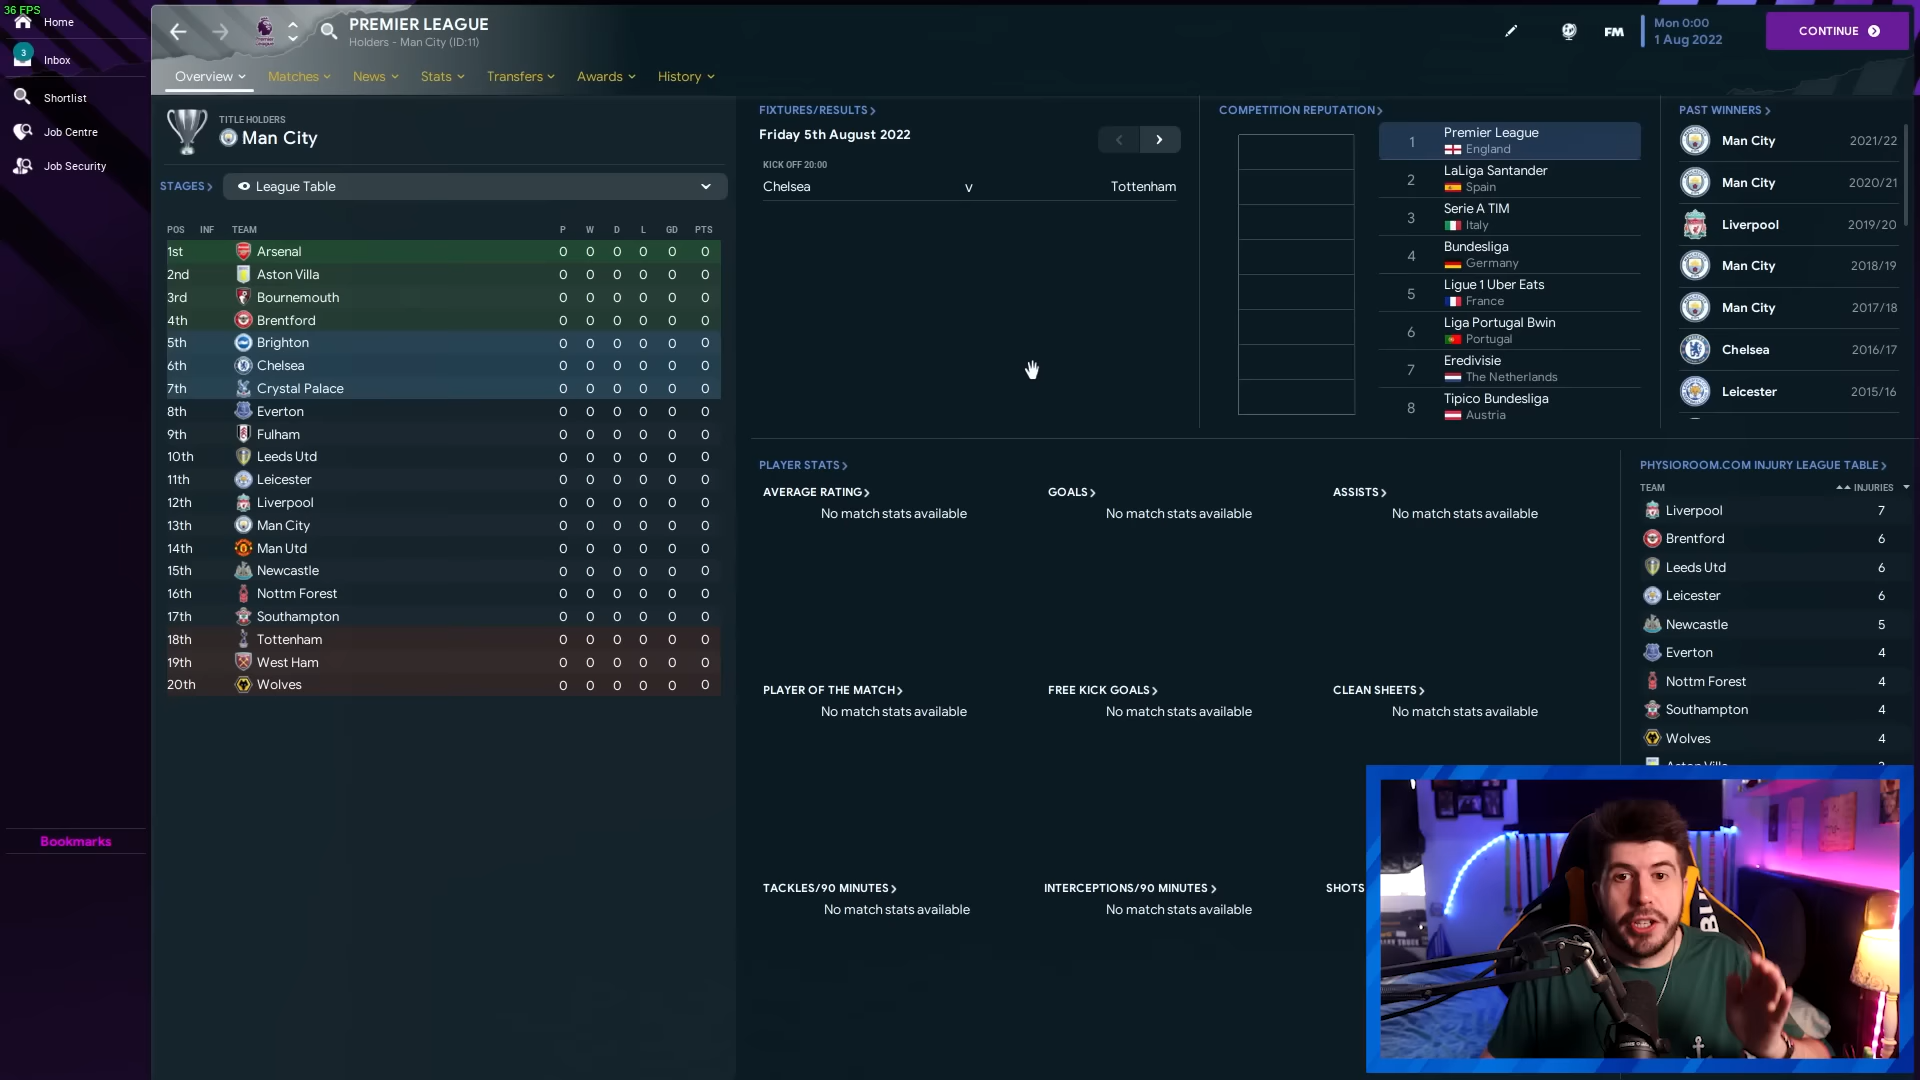 36 FPS
Home
3
Inbox
Shortlist
Job Centre
Job Security
Bookmarks
PREMIER LEAGUE
Holders - Man City (ID:11)
FM
Mon 0:00
1 Aug 2022
CONTINUE
Overview
Matches
News
Stats
Transfers
Awards
History
TITLE HOLDERS
Man City
STAGES
League Table
POS INF TEAM P W D L GD PTS
1st Arsenal 0 0 0 0 0 0
2nd Aston Villa 0 0 0 0 0 0
3rd Bournemouth 0 0 0 0 0 0
4th Brentford 0 0 0 0 0 0
5th Brighton 0 0 0 0 0 0
6th Chelsea 0 0 0 0 0 0
7th Crystal Palace 0 0 0 0 0 0
8th Everton 0 0 0 0 0 0
9th Fulham 0 0 0 0 0 0
10th Leeds Utd 0 0 0 0 0 0
11th Leicester 0 0 0 0 0 0
12th Liverpool 0 0 0 0 0 0
13th Man City 0 0 0 0 0 0
14th Man Utd 0 0 0 0 0 0
15th Newcastle 0 0 0 0 0 0
16th Nottm Forest 0 0 0 0 0 0
17th Southampton 0 0 0 0 0 0
18th Tottenham 0 0 0 0 0 0
19th West Ham 0 0 0 0 0 0
20th Wolves 0 0 0 0 0 0
FIXTURES/RESULTS
Friday 5th August 2022
KICK OFF 20:00
Chelsea v Tottenham
COMPETITION REPUTATION
1 Premier League
England
2 LaLiga Santander
Spain
3 Serie A TIM
Italy
4 Bundesliga
Germany
5 Ligue 1 Uber Eats
France
6 Liga Portugal Bwin
Portugal
7 Eredivisie
The Netherlands
8 Tipico Bundesliga
Austria
PAST WINNERS
Man City 2021/22
Man City 2020/21
Liverpool 2019/20
Man City 2018/19
Man City 2017/18
Chelsea 2016/17
Leicester 2015/16
PLAYER STATS
AVERAGE RATING
No match stats available
GOALS
No match stats available
ASSISTS
No match stats available
PLAYER OF THE MATCH
No match stats available
FREE KICK GOALS
No match stats available
CLEAN SHEETS
No match stats available
TACKLES/90 MINUTES
No match stats available
INTERCEPTIONS/90 MINUTES
No match stats available
SHOTS
PHYSIOROOM.COM INJURY LEAGUE TABLE
TEAM INJURIES
Liverpool 7
Brentford 6
Leeds Utd 6
Leicester 6
Newcastle 5
Everton 4
Nottm Forest 4
Southampton 4
Wolves 4